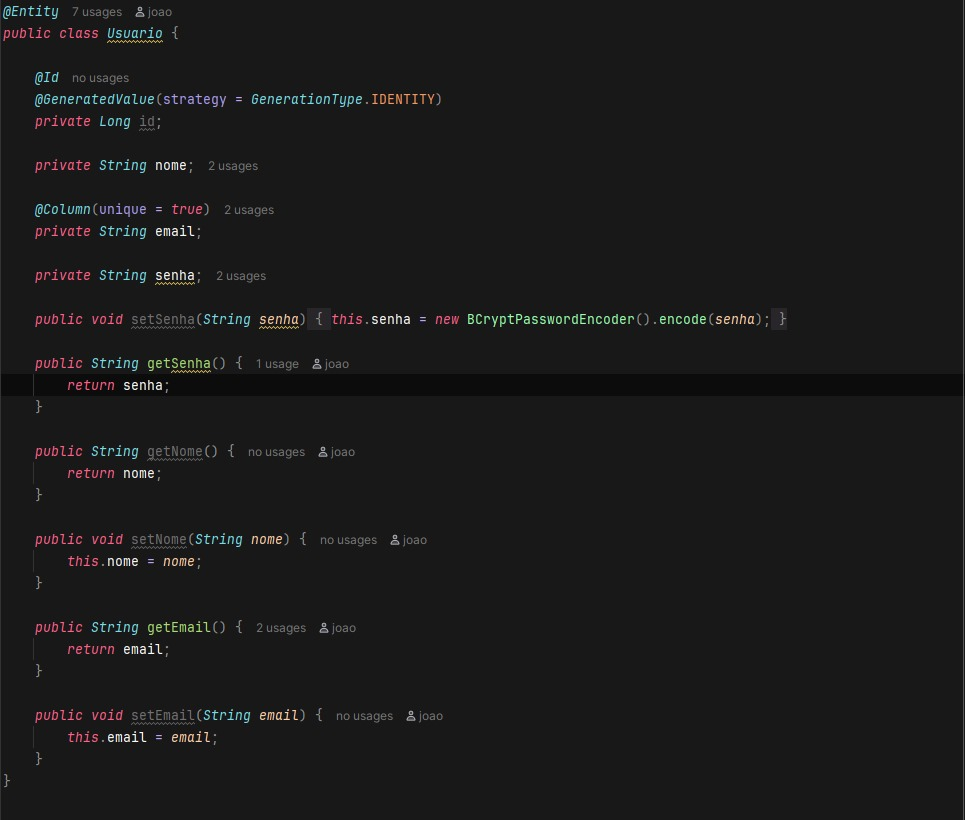 @Entity 7 usages joao
public class Usuario {
@Id no usages
@GeneratedValue(strategy = GenerationType.IDENTITY)
private Long id;
private String nome; 2 usages
@Column(unique = true) 2 usages
private String email;
private String senha; 2 usages
public void setSenha(String senha) { this.senha = new BCryptPasswordEncoder().encode(senha); }
public String getSenha() { 1 usage joao
return senha;
}
public String getNome() { no usages joao
return nome;
}
public void setNome(String nome) { no usages joao
this.nome = nome;
}
public String getEmail() { 2 usages joao
return email;
}
public void setEmail(String email) { no usages joao
this.email = email;
}
}